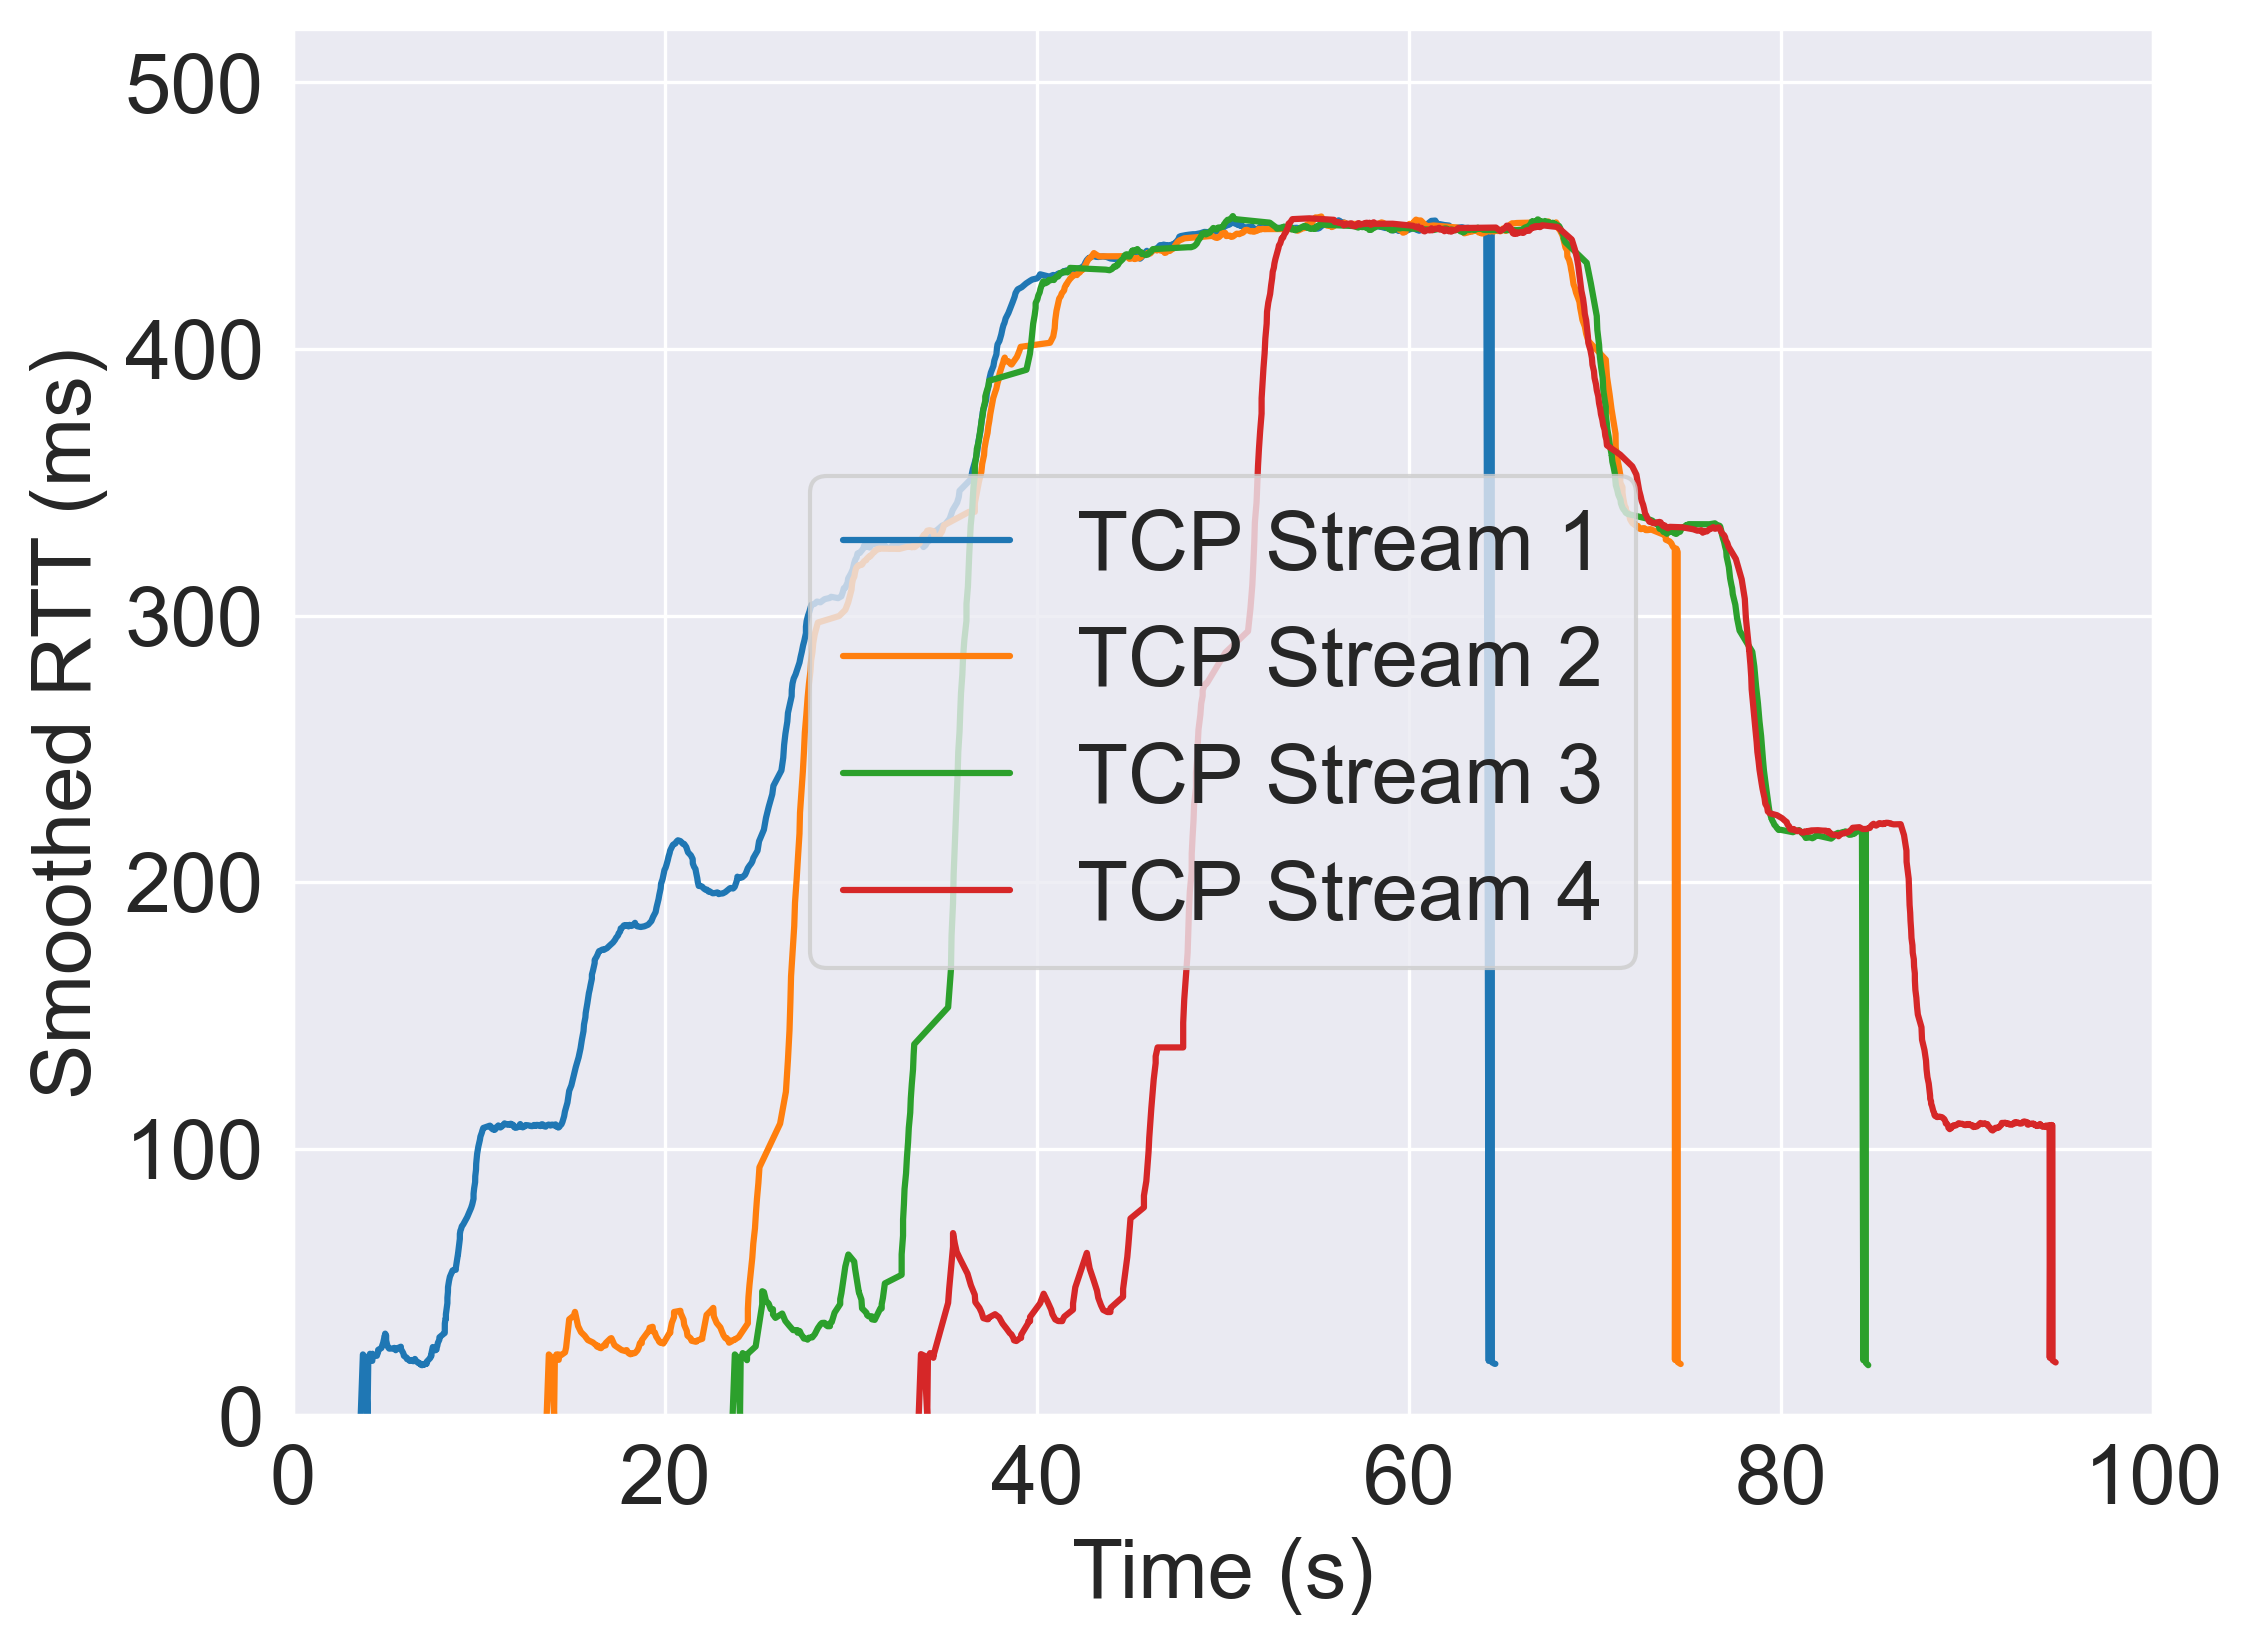 Smoothed RTT (ms)
500
400
300
200
100
0
TCP Stream 1
TCP Stream 2
TCP Stream 3
TCP Stream 4
0 20 40 60 80 100
Time (s)